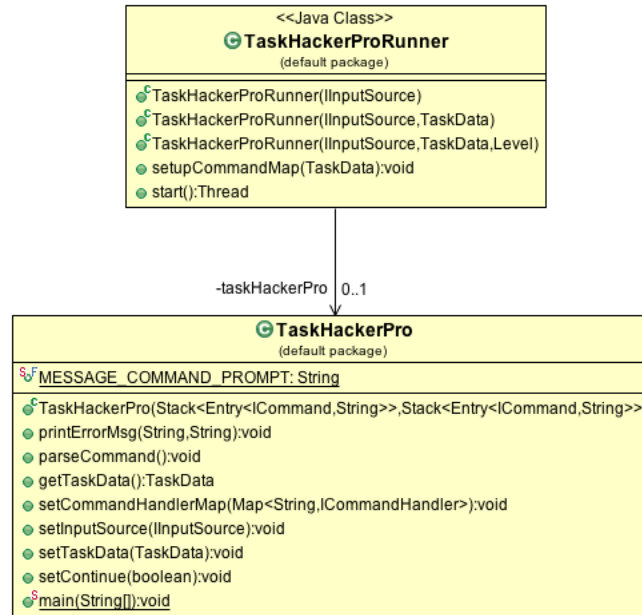 <<Java Class>>
TaskHackerProRunner
(default package)
TaskHackerProRunner(IInputSource)
TaskHackerProRunner(IInputSource,TaskData)
TaskHackerProRunner(IInputSource,TaskData,Level)
setupCommandMap(TaskData):void
start():Thread
-taskHackerPro 0..1
TaskHackerPro
(default package)
MESSAGE_COMMAND_PROMPT: String
TaskHackerPro(Stack<Entry<ICommand,String>>,Stack<Entry<ICommand,String>>
printErrorMsg(String,String):void
parseCommand():void
getTaskData():TaskData
setCommandHandlerMap(Map<String,ICommandHandler>):void
setInputSource(IInputSource):void
setTaskData(TaskData):void
setContinue(boolean):void
main(String[]):void